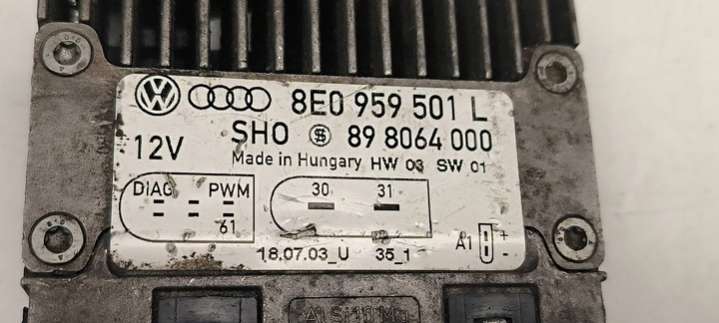 8E0 959 501 L
SHO 89 8064 000
12V
Made in Hungary HW 03 SW 01
DIAG PWM
30 31
61
A1 + -
18.07.03_U 35_1